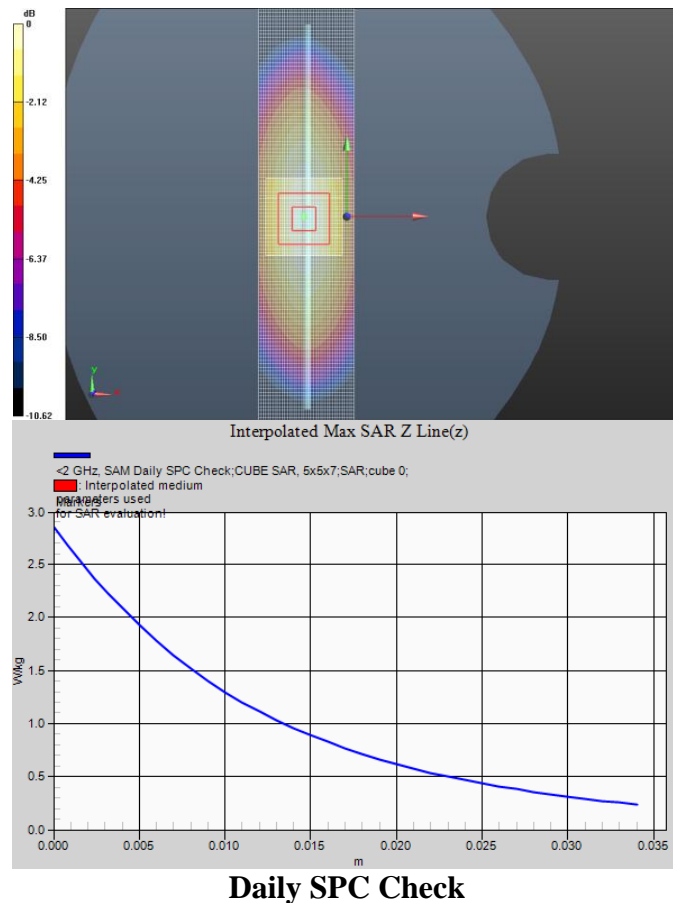 dB
0
-2.12
-4.25
-6.37
-8.50
-10.62
Y
X
Interpolated Max SAR Z Line(z)
<2 GHz, SAM Daily SPC Check;CUBE SAR, 5x5x7;SAR;cube 0;
: Interpolated medium
parameters used
Markers
for SAR evaluation!
3.0
2.5
2.0
1.5
1.0
0.5
0.0
W/kg
0.000 0.005 0.010 0.015 0.020 0.025 0.030 0.035
m
Daily SPC Check